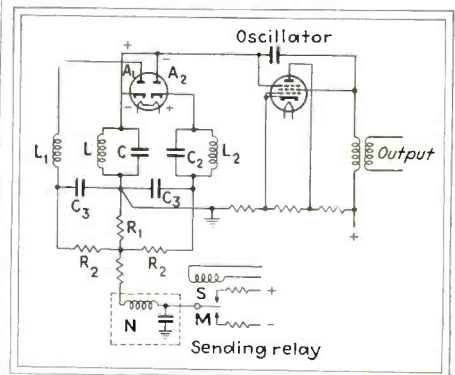 Oscillator
+ -
A₁ A₂
- +
L₁ L C C₂ L₂
Output
C₃ C₃
R₁
+
R₂ R₂
S +
N M -
Sending relay